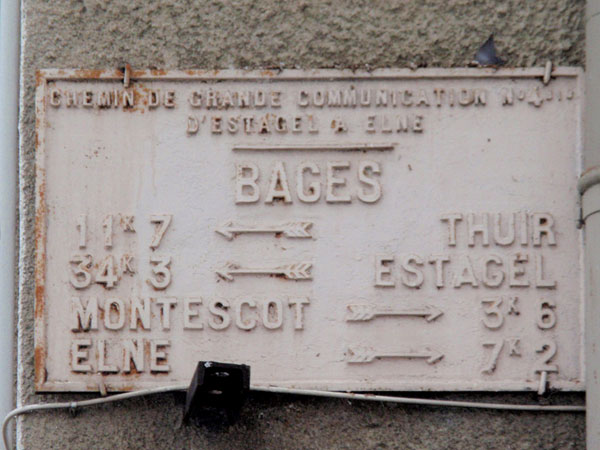 CHEMIN DE GRANDE COMMUNICATION
D'ESTAGEL A ELNE
BAGES
11K 7 THUIR
34K 3 ESTAGEL
MONTESCOT 3K 6
ELNE 7K 2